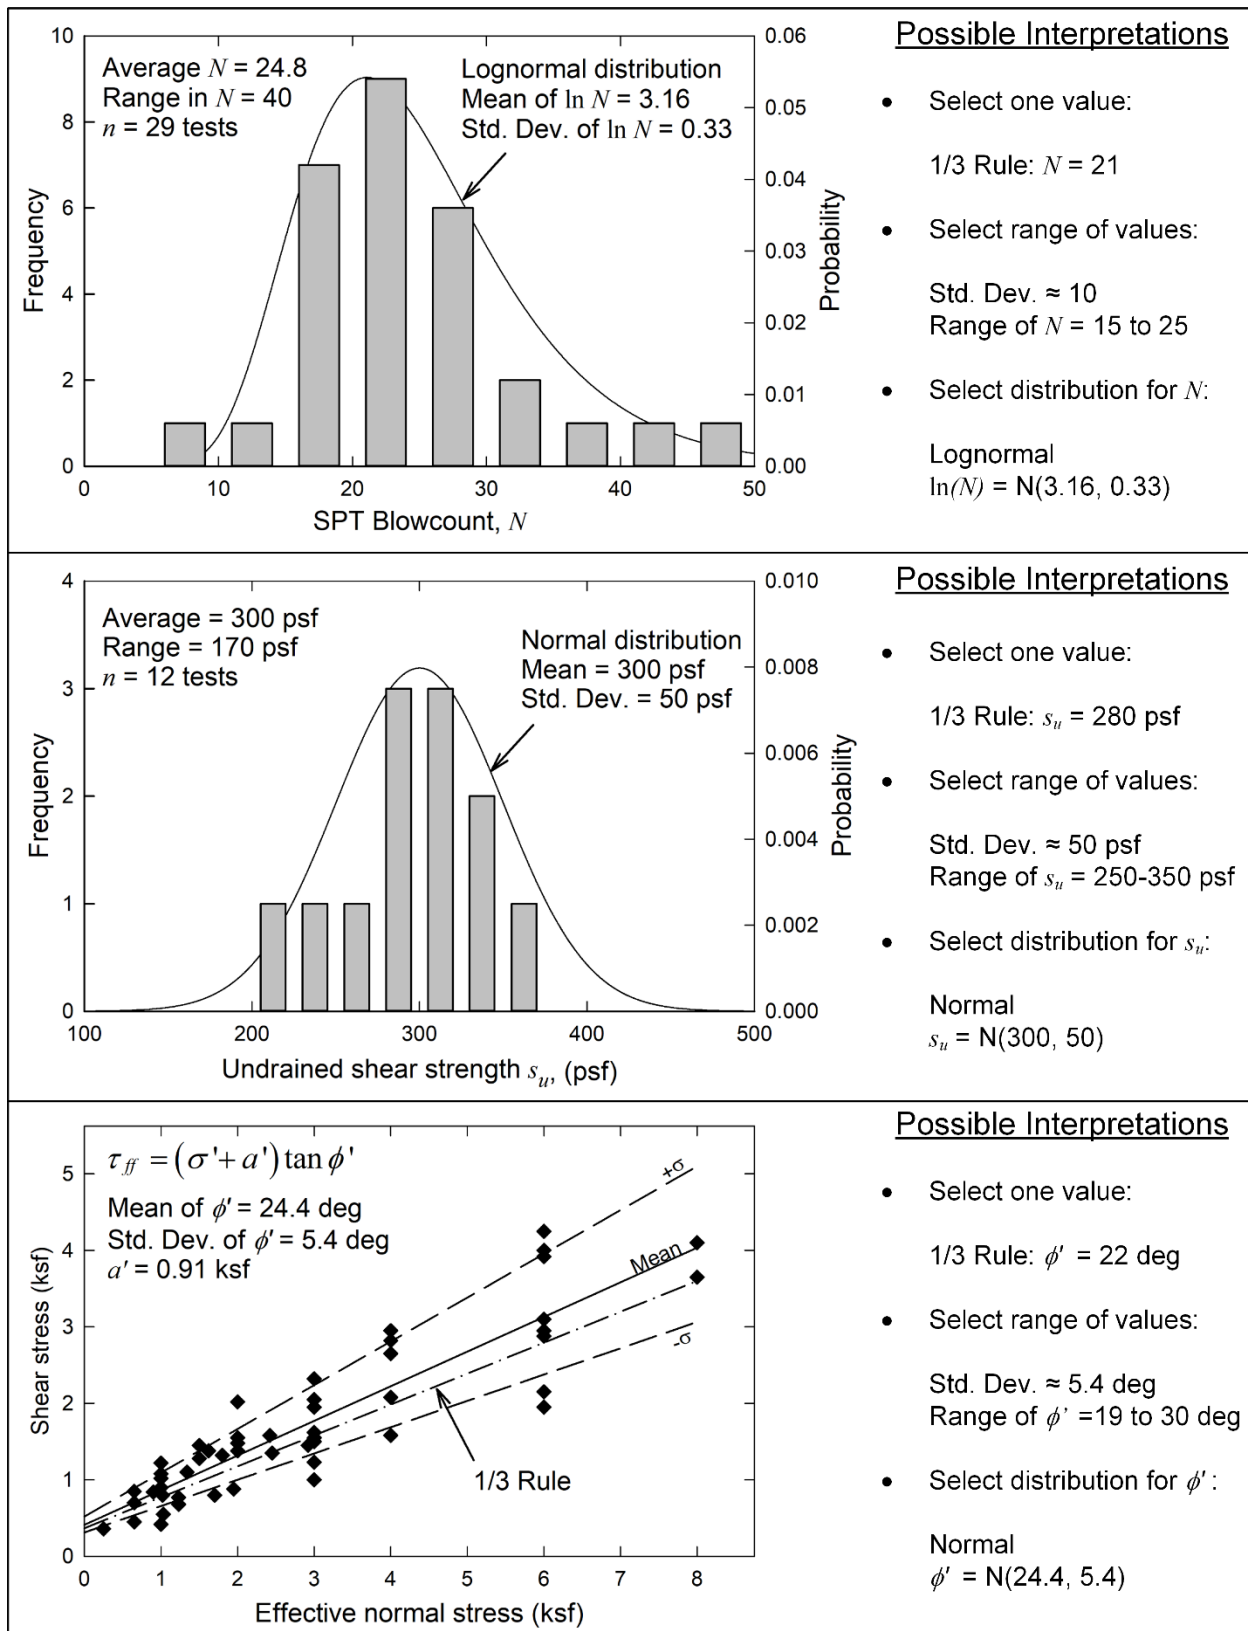 Average N = 24.8
Range in N = 40
n = 29 tests
Lognormal distribution
Mean of ln N = 3.16
Std. Dev. of ln N = 0.33
10
8
6
4
2
0
Frequency
0.06
0.05
0.04
0.03
0.02
0.01
0.00
Probability
0 10 20 30 40 50
SPT Blowcount, N
Possible Interpretations
• Select one value:
1/3 Rule: N = 21
• Select range of values:
Std. Dev. ≈ 10
Range of N = 15 to 25
• Select distribution for N:
Lognormal
ln(N) = N(3.16, 0.33)
Average = 300 psf
Range = 170 psf
n = 12 tests
Normal distribution
Mean = 300 psf
Std. Dev. = 50 psf
4
3
2
1
0
Frequency
0.010
0.008
0.006
0.004
0.002
0.000
Probability
100 200 300 400 500
Undrained shear strength su, (psf)
Possible Interpretations
• Select one value:
1/3 Rule: su = 280 psf
• Select range of values:
Std. Dev. ≈ 50 psf
Range of su = 250-350 psf
• Select distribution for su:
Normal
su = N(300, 50)
τff = (σ'+ a') tan ϕ'
Mean of ϕ' = 24.4 deg
Std. Dev. of ϕ' = 5.4 deg
a' = 0.91 ksf
+σ
Mean
-σ
1/3 Rule
5
4
3
2
1
0
Shear stress (ksf)
0 1 2 3 4 5 6 7 8
Effective normal stress (ksf)
Possible Interpretations
• Select one value:
1/3 Rule: ϕ' = 22 deg
• Select range of values:
Std. Dev. ≈ 5.4 deg
Range of ϕ' =19 to 30 deg
• Select distribution for ϕ':
Normal
ϕ' = N(24.4, 5.4)